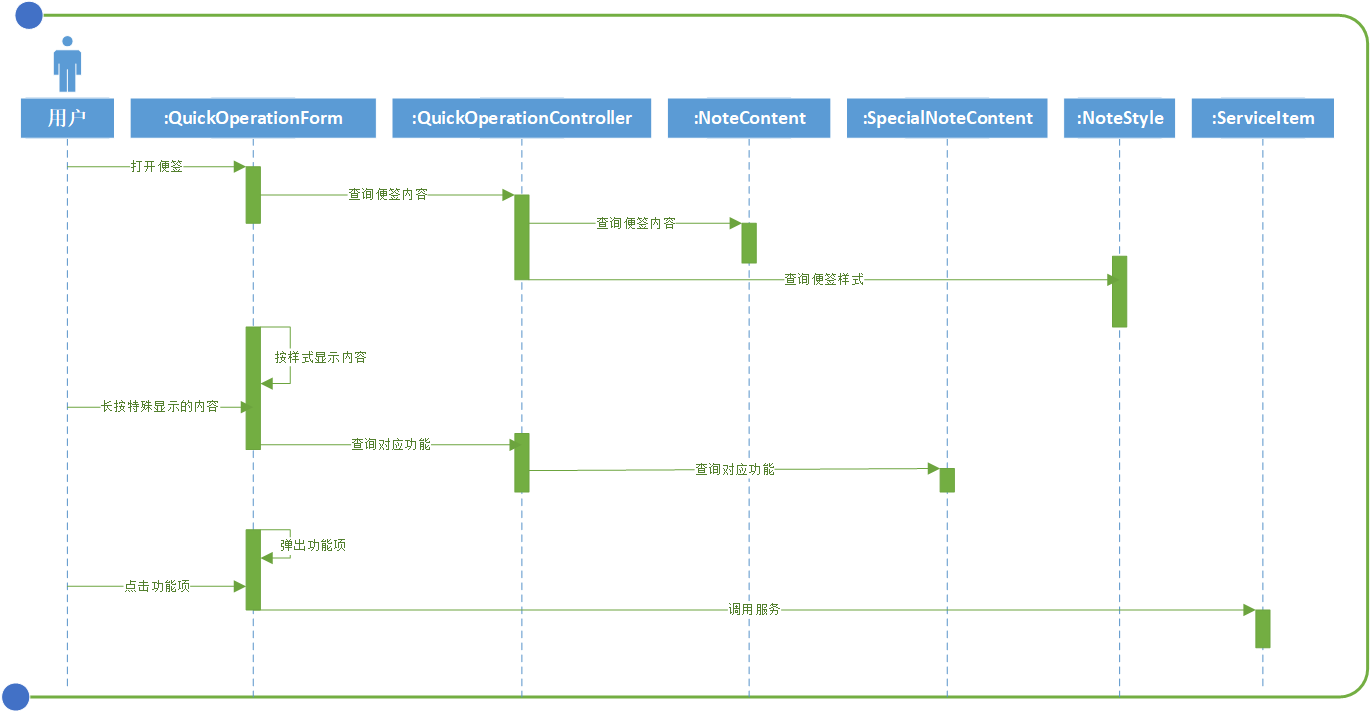 用户
:QuickOperationForm
:QuickOperationController
:NoteContent
:SpecialNoteContent
:NoteStyle
:ServiceItem
打开便签
查询便签内容
查询便签内容
查询便签样式
按样式显示内容
长按特殊显示的内容
查询对应功能
查询对应功能
弹出功能项
点击功能项
调用服务